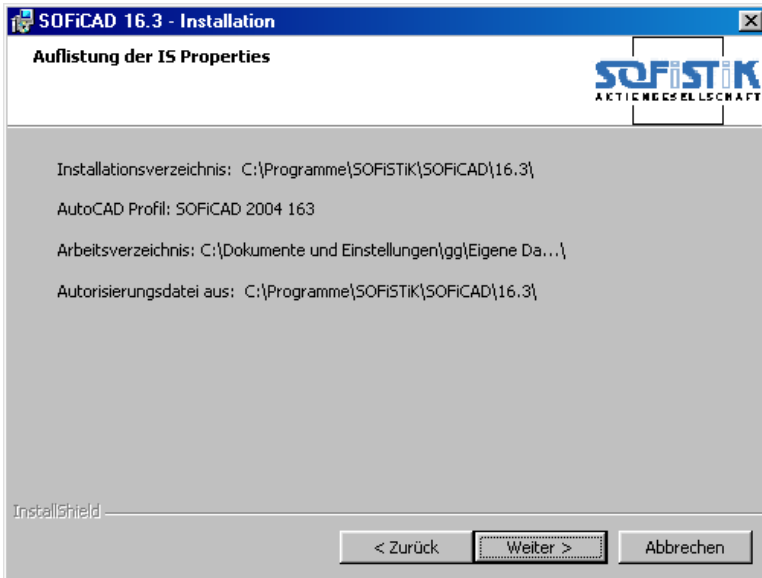 SOFiCAD 16.3 - Installation
Auflistung der IS Properties
SOFiSTiK
AKTIENGESELLSCHAFT
Installationsverzeichnis: C:\Programme\SOFiSTiK\SOFiCAD\16.3\
AutoCAD Profil: SOFiCAD 2004 163
Arbeitsverzeichnis: C:\Dokumente und Einstellungen\gg\Eigene Da...\
Autorisierungsdatei aus: C:\Programme\SOFiSTiK\SOFiCAD\16.3\
InstallShield
< Zurück
Weiter >
Abbrechen